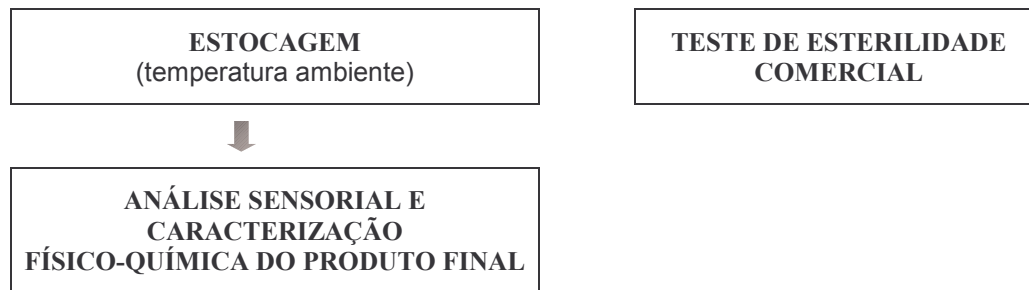 ESTOCAGEM
(temperatura ambiente)
TESTE DE ESTERILIDADE
COMERCIAL
ANÁLISE SENSORIAL E
CARACTERIZAÇÃO
FÍSICO-QUÍMICA DO PRODUTO FINAL